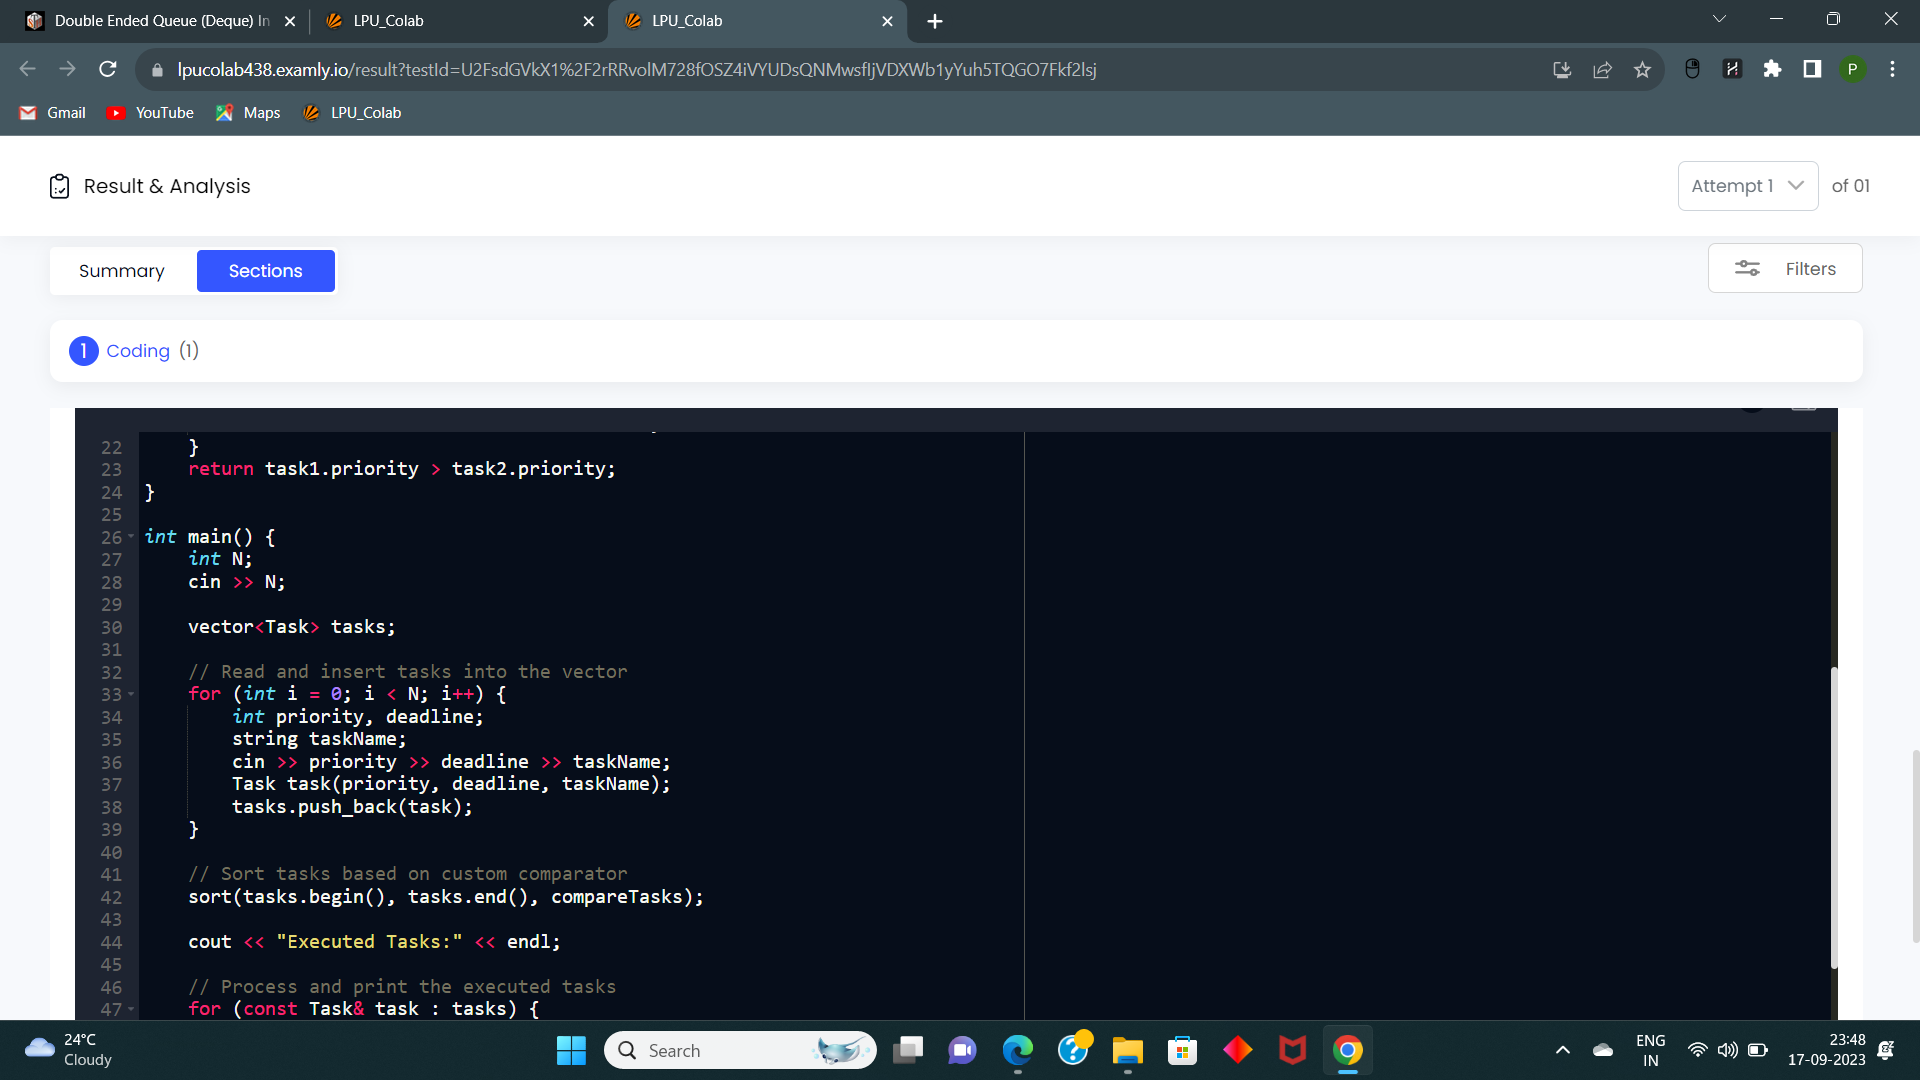 Double Ended Queue (Deque) In
LPU_Colab
LPU_Colab
lpucolab438.examly.io/result?testId=U2FsdGVkX1%2F2rRRvolM728fOSZ4iVYUDsQNMwsfIjVDXWb1yYuh5TQGO7Fkf2lsj
P
Gmail
YouTube
Maps
LPU_Colab
Result & Analysis
Attempt 1
of 01
Summary
Sections
Filters
1 Coding (1)
22 }
23 return task1.priority > task2.priority;
24 }
25
26 int main() {
27 int N;
28 cin >> N;
29
30 vector<Task> tasks;
31
32 // Read and insert tasks into the vector
33 for (int i = 0; i < N; i++) {
34 int priority, deadline;
35 string taskName;
36 cin >> priority >> deadline >> taskName;
37 Task task(priority, deadline, taskName);
38 tasks.push_back(task);
39 }
40
41 // Sort tasks based on custom comparator
42 sort(tasks.begin(), tasks.end(), compareTasks);
43
44 cout << "Executed Tasks:" << endl;
45
46 // Process and print the executed tasks
47 for (const Task& task : tasks) {
24°C
Cloudy
Search
ENG
IN
23:48
17-09-2023